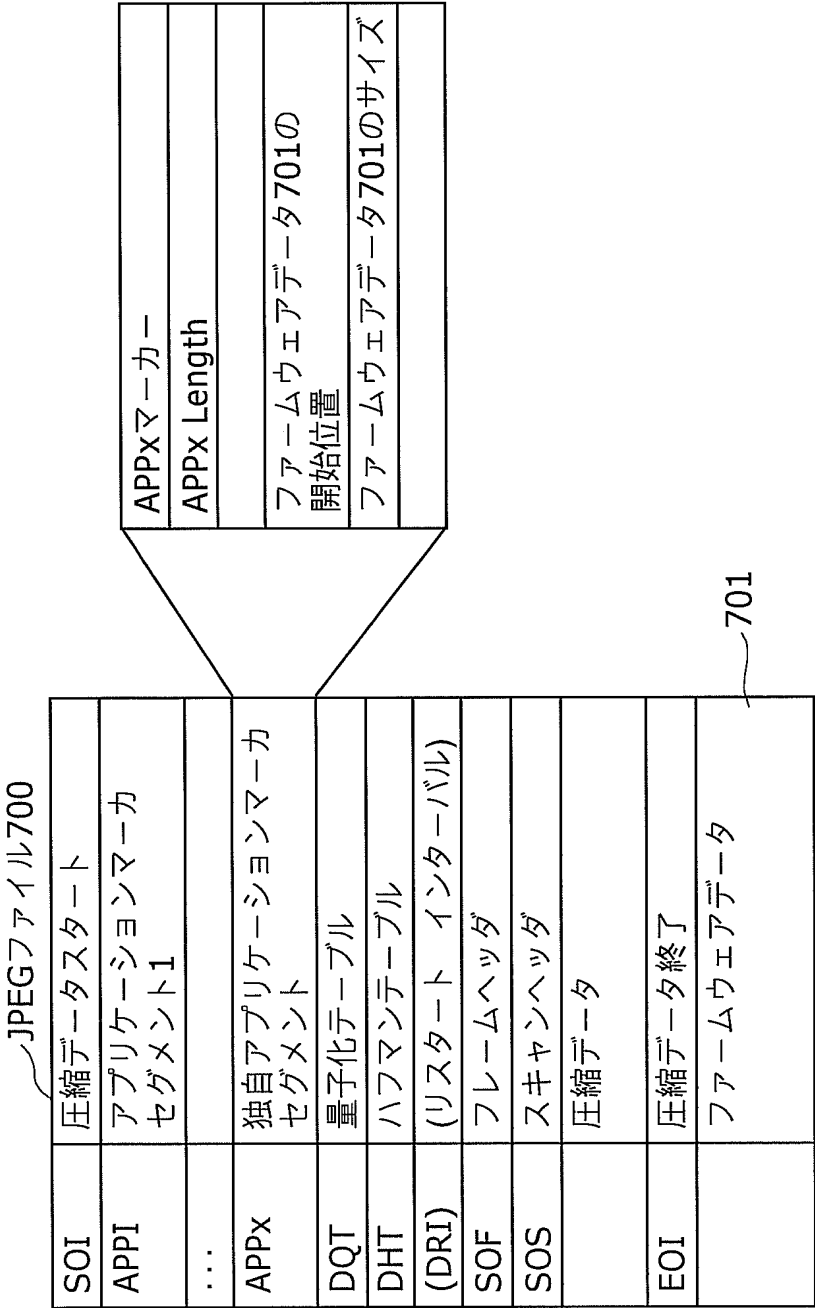 JPEGファイル700
SOI 圧縮データスタート
APPI アプリケーションマーカ
セグメント1
...
APPx 独自アプリケーションマーカ
セグメント
DQT 量子化テーブル
DHT ハフマンテーブル
(DRI) (リスタート インターバル)
SOF フレームヘッダ
SOS スキャンヘッダ
圧縮データ
EOI 圧縮データ終了
ファームウェアデータ
701
APPxマーカー
APPx Length
ファームウェアデータ701の
開始位置
ファームウェアデータ701のサイズ